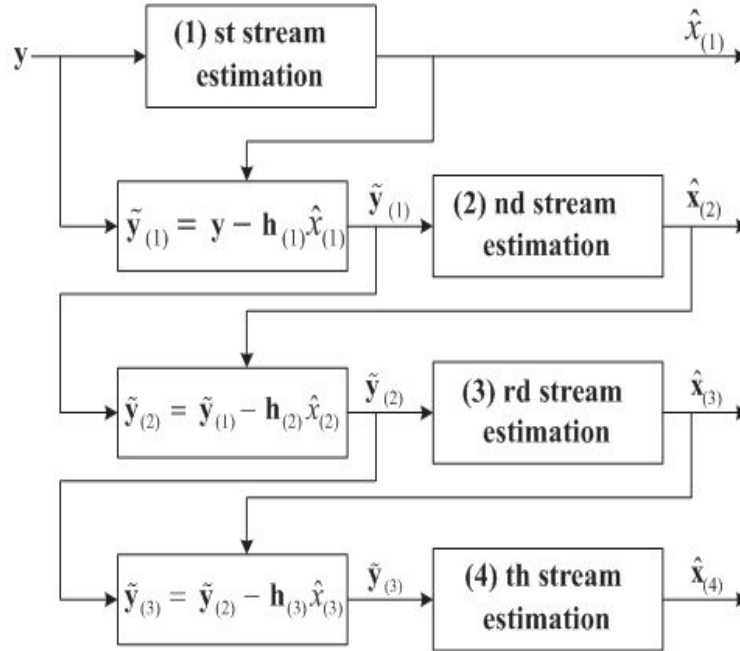 (1) st stream
estimation
y
x̂(1)
ỹ(1) = y − h(1)x̂(1)
ỹ(1)
(2) nd stream
estimation
x̂(2)
ỹ(2) = ỹ(1) − h(2)x̂(2)
ỹ(2)
(3) rd stream
estimation
x̂(3)
ỹ(3) = ỹ(2) − h(3)x̂(3)
ỹ(3)
(4) th stream
estimation
x̂(4)